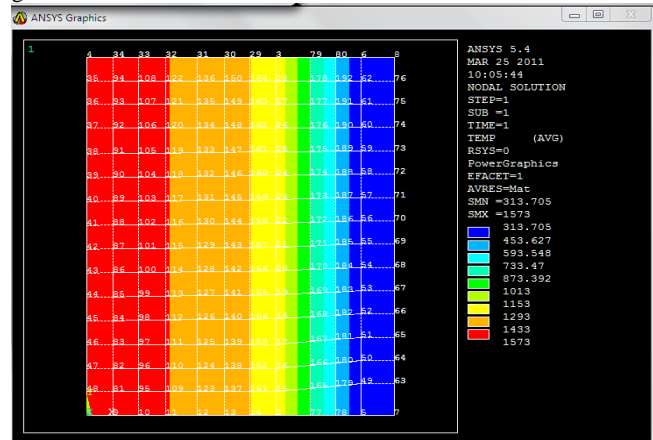 ANSYS Graphics
1
4 34 33 32 31 30 29 3 79 80 6 8
35 94 108 122 136 150 178 192 62 76
36 93 107 121 135 149 177 191 61 75
37 92 106 120 134 148 176 190 60 74
91 105 119 133 147 175 189 59 73
39 90 104 118 132 146 174 188 58 72
40 89 103 117 131 145 173 187 57 71
41 88 102 116 130 144 172 186 56 70
42 87 101 115 129 143 171 185 55 69
43 86 100 114 128 142 170 184 54 68
44 85 99 113 127 141 169 183 53 67
45 84 98 112 126 140 168 182 52 66
46 83 97 111 125 139 167 181 51 65
47 82 96 110 124 138 166 180 50 64
48 81 95 109 123 137 165 179 49 63
10 11 12 13 14 77 78 5 7
ANSYS 5.4
MAR 25 2011
10:05:44
NODAL SOLUTION
STEP=1
SUB =1
TIME=1
TEMP (AVG)
RSYS=0
PowerGraphics
EFACET=1
AVRES=Mat
SMN =313.705
SMX =1573
313.705
453.627
593.548
733.47
873.392
1013
1153
1293
1433
1573